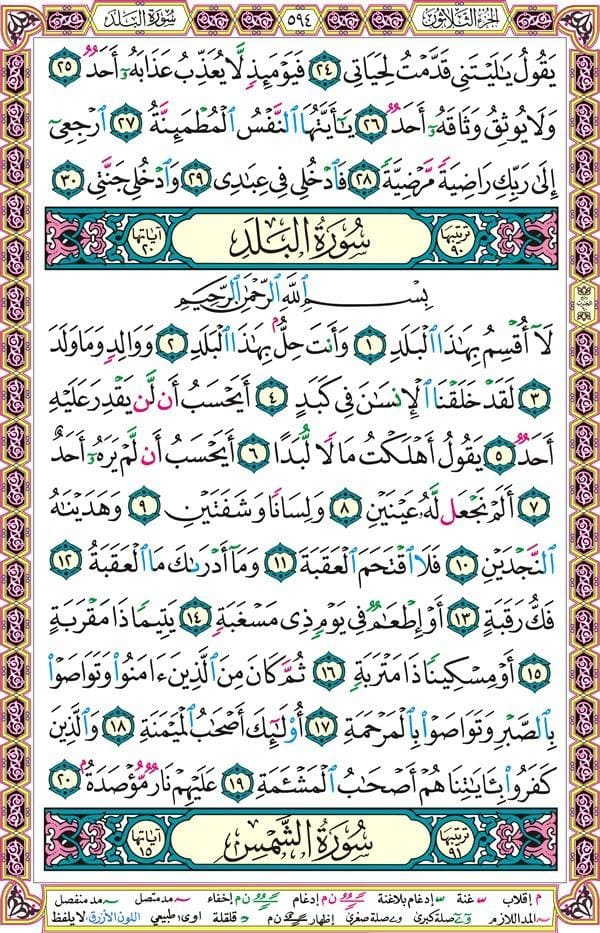 الجزء الثلاثون
٥٩٤
سورة البلد
يَقُولُ يَـٰلَيْتَنِى قَدَّمْتُ لِحَيَاتِى ﴿٢٤﴾ فَيَوْمَئِذٍ لَّا يُعَذِّبُ عَذَابَهُۥٓ أَحَدٌ ﴿٢٥﴾
وَلَا يُوثِقُ وَثَاقَهُۥٓ أَحَدٌ ﴿٢٦﴾ يَـٰٓأَيَّتُهَا ٱلنَّفْسُ ٱلْمُطْمَئِنَّةُ ﴿٢٧﴾ ٱرْجِعِىٓ
إِلَىٰ رَبِّكِ رَاضِيَةً مَّرْضِيَّةً ﴿٢٨﴾ فَٱدْخُلِى فِى عِبَـٰدِى ﴿٢٩﴾ وَٱدْخُلِى جَنَّتِى ﴿٣٠﴾
ترتيبها ٩٠
سُورَةُ البَلَدِ
آياتها ٢٠
بِسْمِ ٱللَّهِ ٱلرَّحْمَـٰنِ ٱلرَّحِيمِ
لَآ أُقْسِمُ بِهَـٰذَا ٱلْبَلَدِ ﴿١﴾ وَأَنتَ حِلٌّۢ بِهَـٰذَا ٱلْبَلَدِ ﴿٢﴾ وَوَالِدٍ وَمَا وَلَدَ
﴿٣﴾ لَقَدْ خَلَقْنَا ٱلْإِنسَـٰنَ فِى كَبَدٍ ﴿٤﴾ أَيَحْسَبُ أَن لَّن يَقْدِرَ عَلَيْهِ
أَحَدٌ ﴿٥﴾ يَقُولُ أَهْلَكْتُ مَالًا لُّبَدًا ﴿٦﴾ أَيَحْسَبُ أَن لَّمْ يَرَهُۥٓ أَحَدٌ
﴿٧﴾ أَلَمْ نَجْعَل لَّهُۥ عَيْنَيْنِ ﴿٨﴾ وَلِسَانًا وَشَفَتَيْنِ ﴿٩﴾ وَهَدَيْنَـٰهُ
ٱلنَّجْدَيْنِ ﴿١٠﴾ فَلَا ٱقْتَحَمَ ٱلْعَقَبَةَ ﴿١١﴾ وَمَآ أَدْرَىٰكَ مَا ٱلْعَقَبَةُ ﴿١٢﴾
فَكُّ رَقَبَةٍ ﴿١٣﴾ أَوْ إِطْعَـٰمٌ فِى يَوْمٍ ذِى مَسْغَبَةٍ ﴿١٤﴾ يَتِيمًا ذَا مَقْرَبَةٍ
﴿١٥﴾ أَوْ مِسْكِينًا ذَا مَتْرَبَةٍ ﴿١٦﴾ ثُمَّ كَانَ مِنَ ٱلَّذِينَ ءَامَنُوا۟ وَتَوَاصَوْا۟
بِٱلصَّبْرِ وَتَوَاصَوْا۟ بِٱلْمَرْحَمَةِ ﴿١٧﴾ أُو۟لَـٰٓئِكَ أَصْحَـٰبُ ٱلْمَيْمَنَةِ ﴿١٨﴾ وَٱلَّذِينَ
كَفَرُوا۟ بِـَٔايَـٰتِنَا هُمْ أَصْحَـٰبُ ٱلْمَشْـَٔمَةِ ﴿١٩﴾ عَلَيْهِمْ نَارٌ مُّؤْصَدَةٌۢ ﴿٢٠﴾
ترتيبها ٩١
سُورَةُ الشَّمْسِ
آياتها ١٥
م إقلاب غنة إدغام بلاغنة ن م إدغام ن م إخفاء مد متصل مد منفصل
المد اللازم صلة كبرى صلة صغرى إظهار ن م قلقلة اوى طبيعي اللون الأزرق لا يلفظ